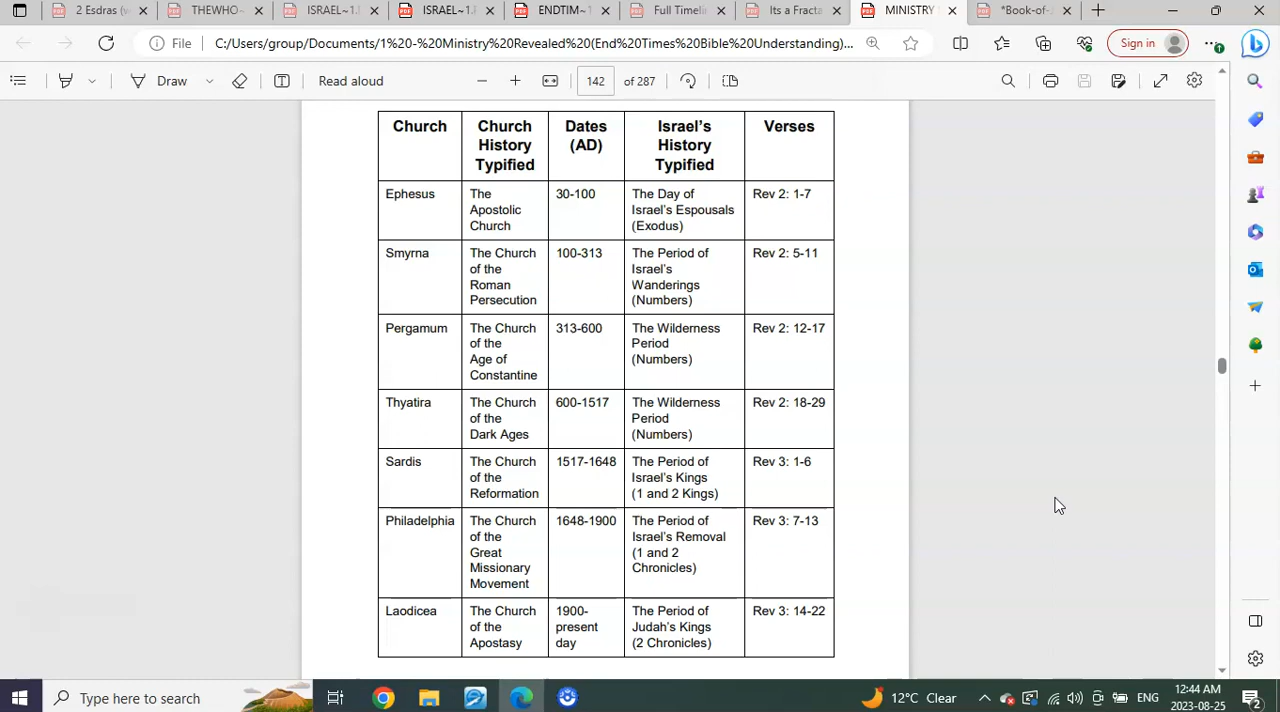 2 Esdras (v
THEWHO-
ISRAEL~1.I
ISRAEL~1.F
ENDTIM~1
Full Timeli
Its a Fracta
MINISTRY
*Book-of-
File
C:/Users/group/Documents/1%20-%20Ministry%20Revealed%20(End%20Times%20Bible%20Understanding)...
Sign in
Draw
Read aloud
142
of 287
Church
Church
History
Typified
Dates
(AD)
Israel's
History
Typified
Verses
Ephesus
The
Apostolic
Church
30-100
The Day of
Israel's Espousals
(Exodus)
Rev 2: 1-7
Smyrna
The Church
of the
Roman
Persecution
100-313
The Period of
Israel's
Wanderings
(Numbers)
Rev 2: 5-11
Pergamum
The Church
of the
Age of
Constantine
313-600
The Wilderness
Period
(Numbers)
Rev 2: 12-17
Thyatira
The Church
of the
Dark Ages
600-1517
The Wilderness
Period
(Numbers)
Rev 2: 18-29
Sardis
The Church
of the
Reformation
1517-1648
The Period of
Israel's Kings
(1 and 2 Kings)
Rev 3: 1-6
Philadelphia
The Church
of the
Great
Missionary
Movement
1648-1900
The Period of
Israel's Removal
(1 and 2
Chronicles)
Rev 3: 7-13
Laodicea
The Church
of the
Apostasy
1900-
present
day
The Period of
Judah's Kings
(2 Chronicles)
Rev 3: 14-22
Type here to search
12°C Clear
ENG
12:44 AM
2023-08-25
2